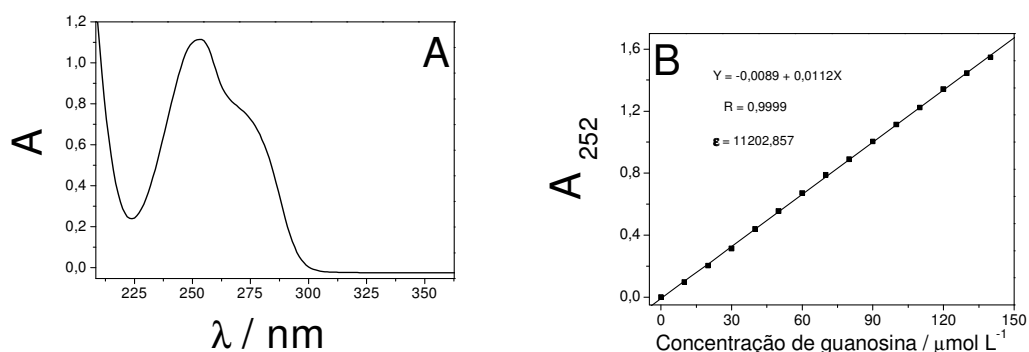 A
1,2
1,0
0,8
0,6
0,4
0,2
0,0
A
225 250 275 300 325 350
λ / nm
B
1,6
1,2
0,8
0,4
0,0
Y = -0,0089 + 0,0112X
R = 0,9999
ε = 11202,857
A 252
0 30 60 90 120 150
Concentração de guanosina / μmol L⁻¹